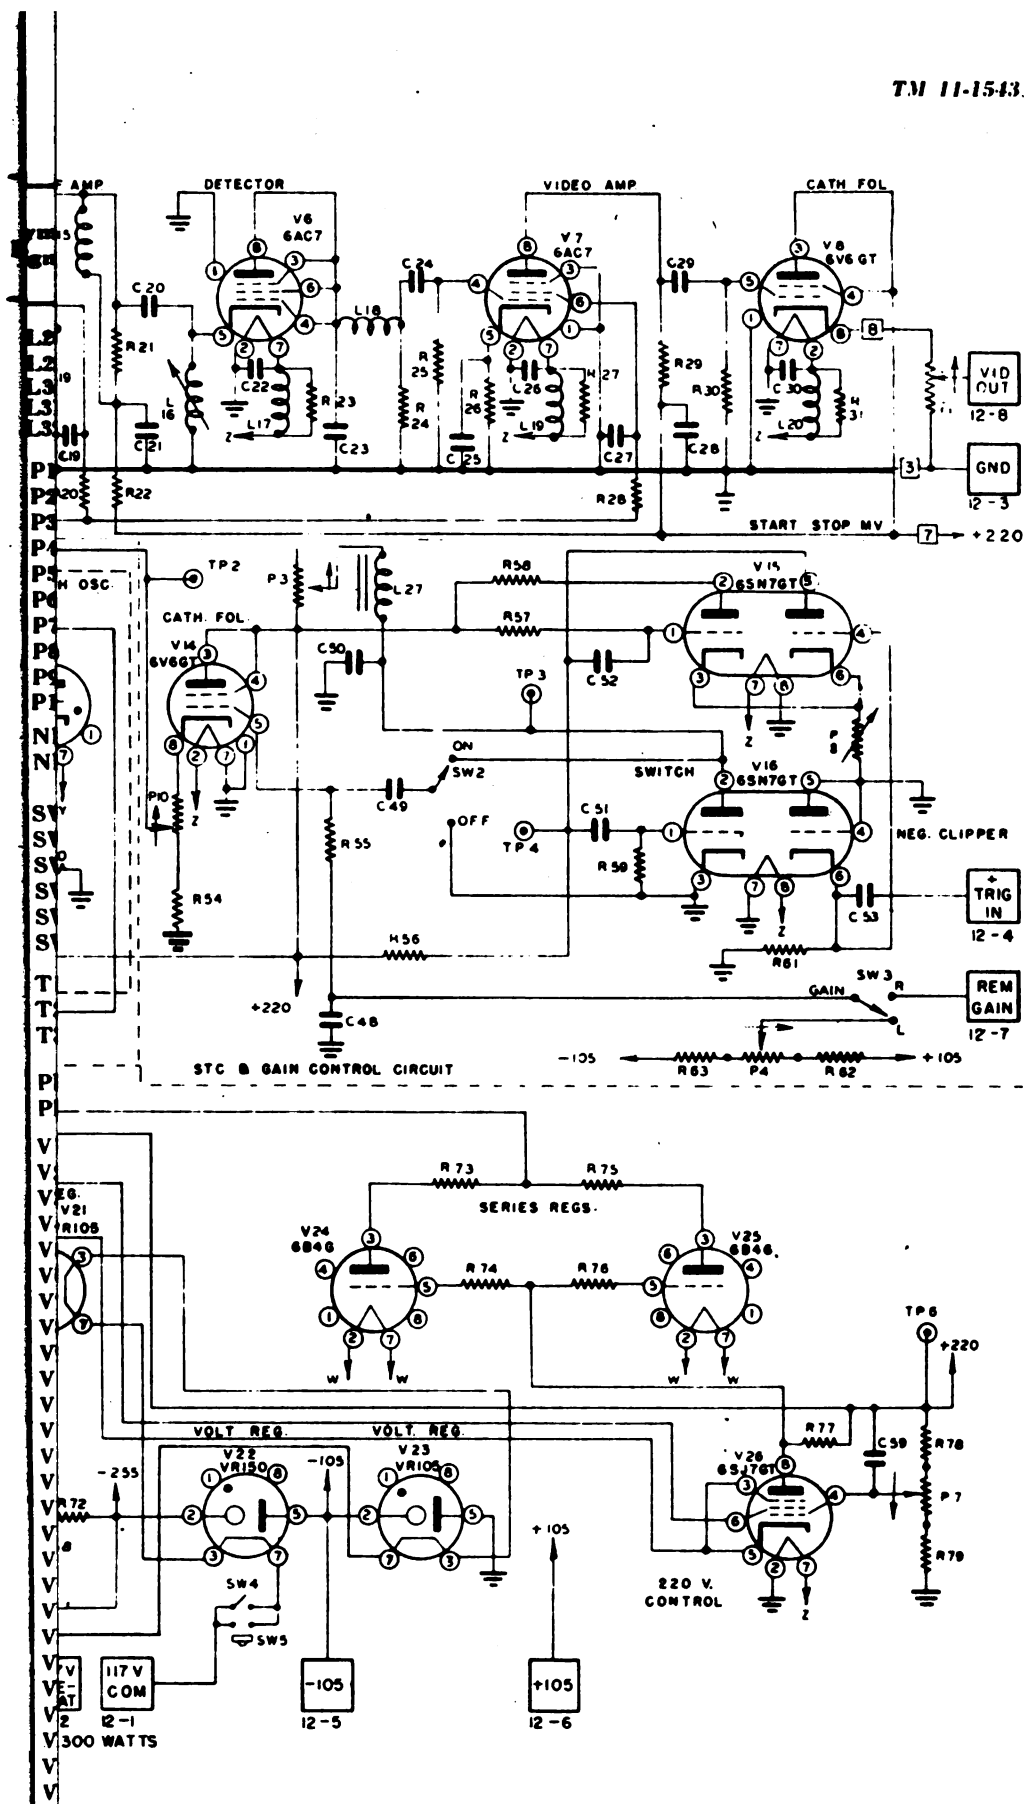 TM 11-1543
F AMP
DETECTOR
VIDEO AMP
CATH FOL
V6
6AC7
V7
6AC7
V8
6V6GT
C20
R21
L16
C21
C22
L17
R23
C23
L18
C24
R24
R25
R26
C25
L26
L19
C27
R28
C29
R29
R30
C28
C30
L20
VID
OUT
12-8
GND
12-3
C19
R22
START STOP MV
+220
H OSC.
TP2
P3
L27
CATH. FOL.
V14
6V6GT
C50
R58
R57
V15
6SN7GT
C52
TP3
P10
R54
R55
C49
ON
SW2
OFF
SWITCH
V16
6SN7GT
TP4
C51
R59
NEG. CLIPPER
C53
R61
+
TRIG
IN
12-4
R56
+220
C48
GAIN
SW3
R
L
REM
GAIN
12-7
-105
R63
P4
R62
+105
STC & GAIN CONTROL CIRCUIT
R73
R75
SERIES REGS.
V24
6B4G
V25
6B4G
R74
R76
W
W
W
W
V21
TP6
+220
VOLT REG.
V22
VR150
VOLT. REG.
V23
VR105
-255
-105
R72
R77
C59
R78
V26
6SJ7GT
P7
R79
+105
220 V.
CONTROL
Z
SW4
SW5
117 V
COM
12-1
300 WATTS
-105
12-5
+105
12-6